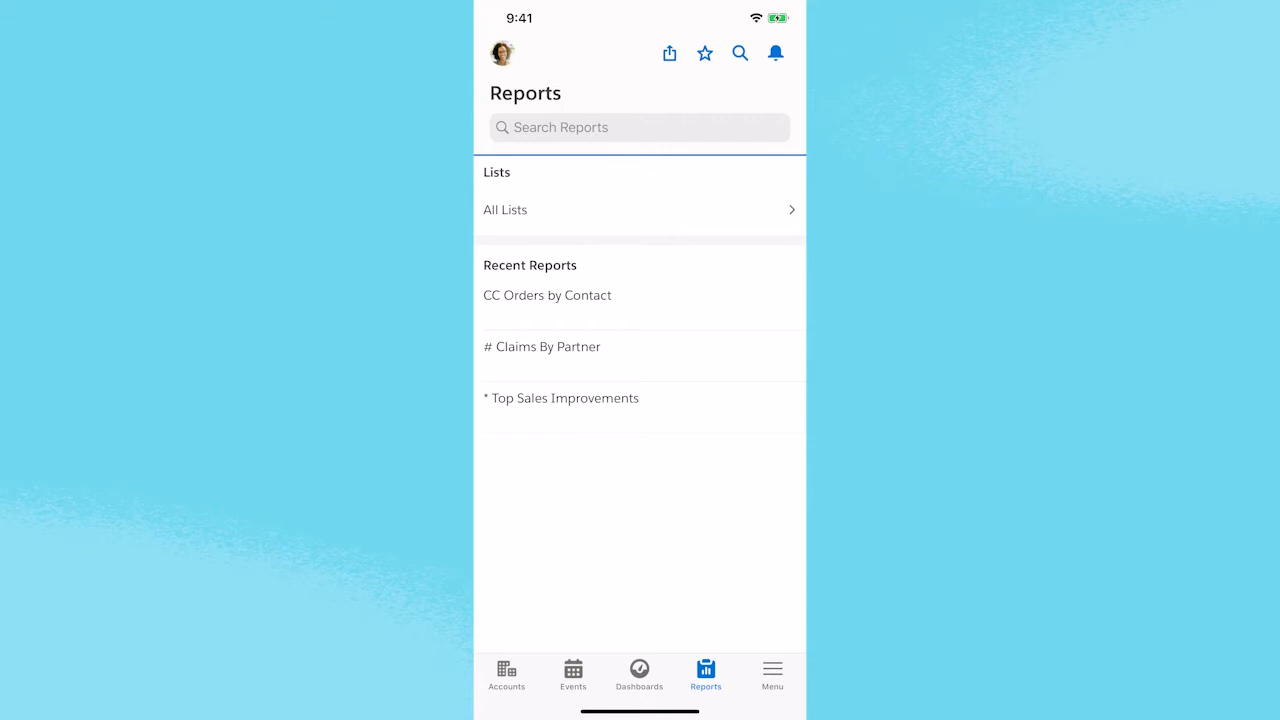 9:41
Reports
Search Reports
Lists
All Lists
Recent Reports
CC Orders by Contact
# Claims By Partner
* Top Sales Improvements
Accounts
Events
Dashboards
Reports
Menu